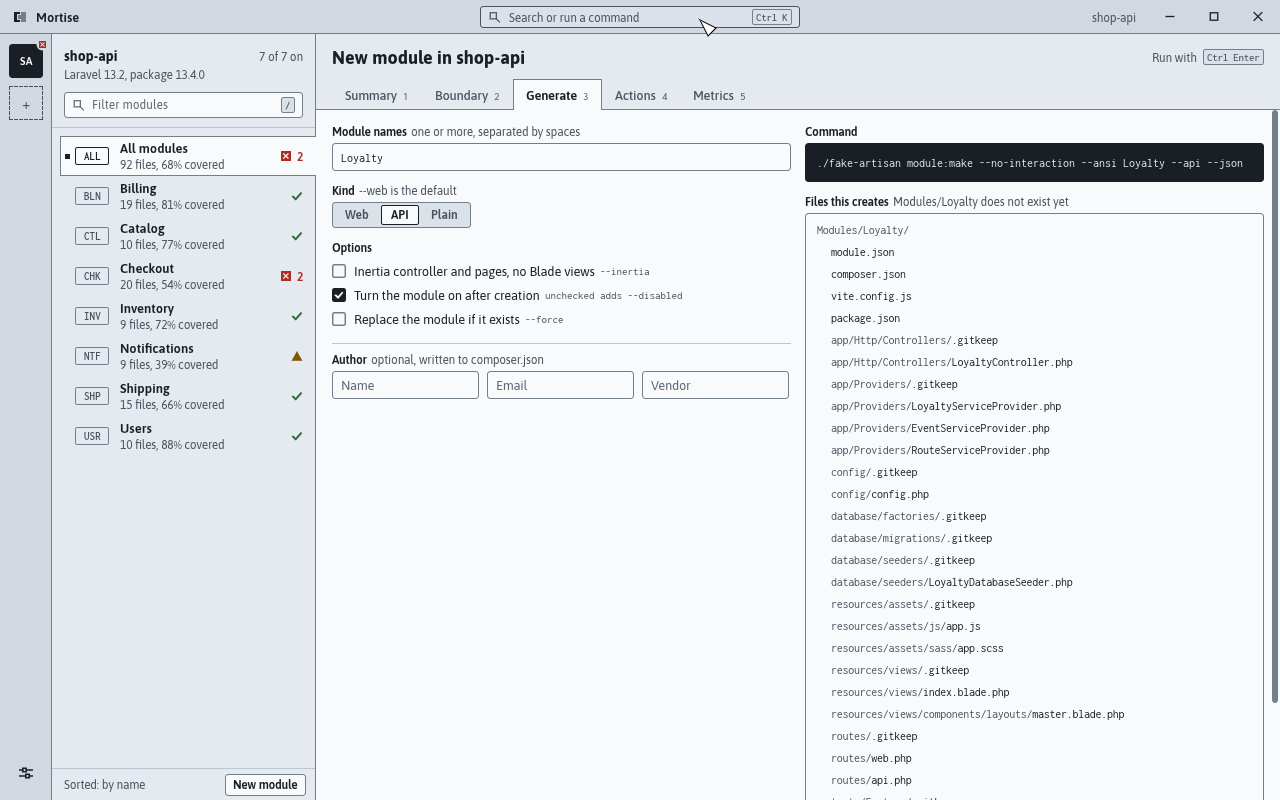 Mortise
Search or run a command
Ctrl K
shop-api
SA
+
shop-api
7 of 7 on
Laravel 13.2, package 13.4.0
Filter modules
/
ALL
All modules
92 files, 68% covered
2
BLN
Billing
19 files, 81% covered
CTL
Catalog
10 files, 77% covered
CHK
Checkout
20 files, 54% covered
2
INV
Inventory
9 files, 72% covered
NTF
Notifications
9 files, 39% covered
SHP
Shipping
15 files, 66% covered
USR
Users
10 files, 88% covered
Sorted: by name
New module
New module in shop-api
Run with Ctrl Enter
Summary 1
Boundary 2
Generate 3
Actions 4
Metrics 5
Module names one or more, separated by spaces
Loyalty
Kind --web is the default
Web
API
Plain
Options
Inertia controller and pages, no Blade views --inertia
Turn the module on after creation unchecked adds --disabled
Replace the module if it exists --force
Author optional, written to composer.json
Name
Email
Vendor
Command
./fake-artisan module:make --no-interaction --ansi Loyalty --api --json
Files this creates Modules/Loyalty does not exist yet
Modules/Loyalty/
module.json
composer.json
vite.config.js
package.json
app/Http/Controllers/.gitkeep
app/Http/Controllers/LoyaltyController.php
app/Providers/.gitkeep
app/Providers/LoyaltyServiceProvider.php
app/Providers/EventServiceProvider.php
app/Providers/RouteServiceProvider.php
config/.gitkeep
config/config.php
database/factories/.gitkeep
database/migrations/.gitkeep
database/seeders/.gitkeep
database/seeders/LoyaltyDatabaseSeeder.php
resources/assets/.gitkeep
resources/assets/js/app.js
resources/assets/sass/app.scss
resources/views/.gitkeep
resources/views/index.blade.php
resources/views/components/layouts/master.blade.php
routes/.gitkeep
routes/web.php
routes/api.php